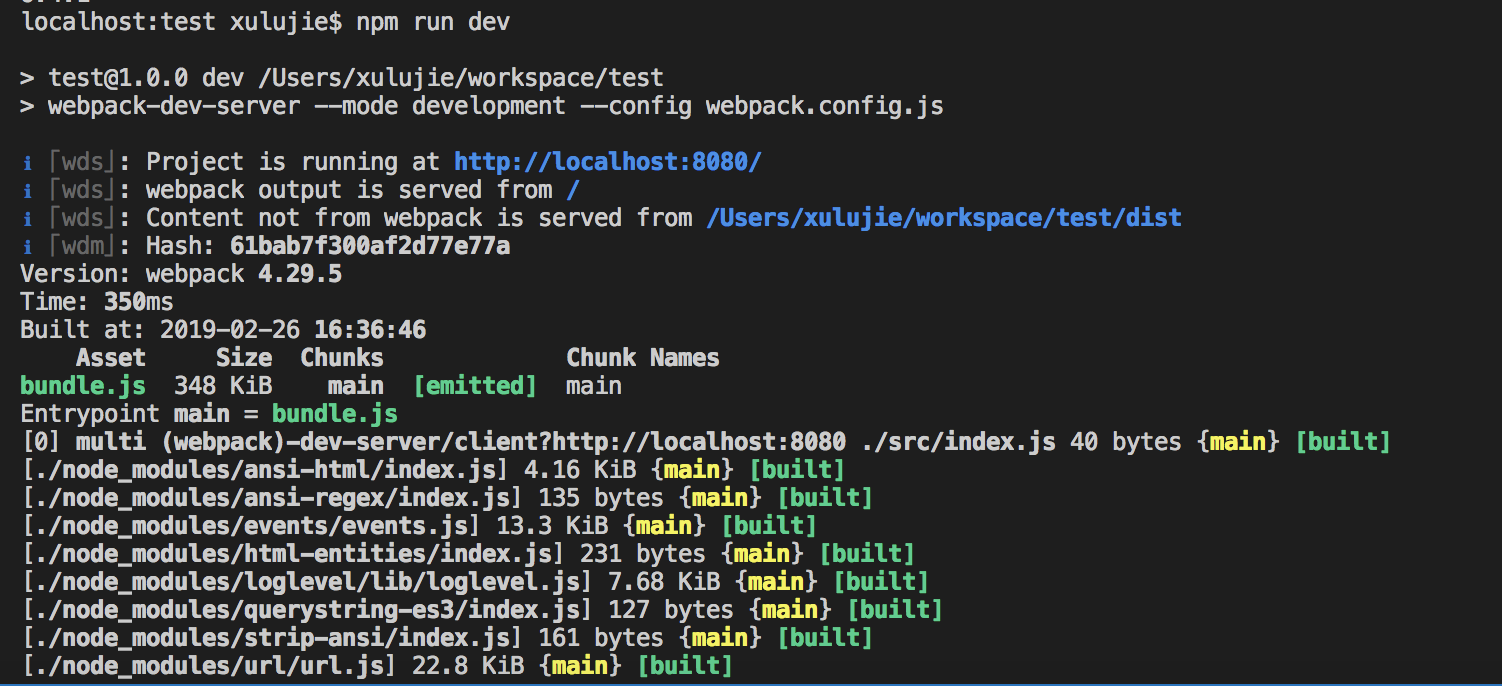 localhost:test xulujie$ npm run dev
> test@1.0.0 dev /Users/xulujie/workspace/test
> webpack-dev-server --mode development --config webpack.config.js
ℹ ｢wds｣: Project is running at http://localhost:8080/
ℹ ｢wds｣: webpack output is served from /
ℹ ｢wds｣: Content not from webpack is served from /Users/xulujie/workspace/test/dist
ℹ ｢wdm｣: Hash: 61bab7f300af2d77e77a
Version: webpack 4.29.5
Time: 350ms
Built at: 2019-02-26 16:36:46
    Asset     Size  Chunks             Chunk Names
bundle.js  348 KiB    main  [emitted]  main
Entrypoint main = bundle.js
[0] multi (webpack)-dev-server/client?http://localhost:8080 ./src/index.js 40 bytes {main} [built]
[./node_modules/ansi-html/index.js] 4.16 KiB {main} [built]
[./node_modules/ansi-regex/index.js] 135 bytes {main} [built]
[./node_modules/events/events.js] 13.3 KiB {main} [built]
[./node_modules/html-entities/index.js] 231 bytes {main} [built]
[./node_modules/loglevel/lib/loglevel.js] 7.68 KiB {main} [built]
[./node_modules/querystring-es3/index.js] 127 bytes {main} [built]
[./node_modules/strip-ansi/index.js] 161 bytes {main} [built]
[./node_modules/url/url.js] 22.8 KiB {main} [built]